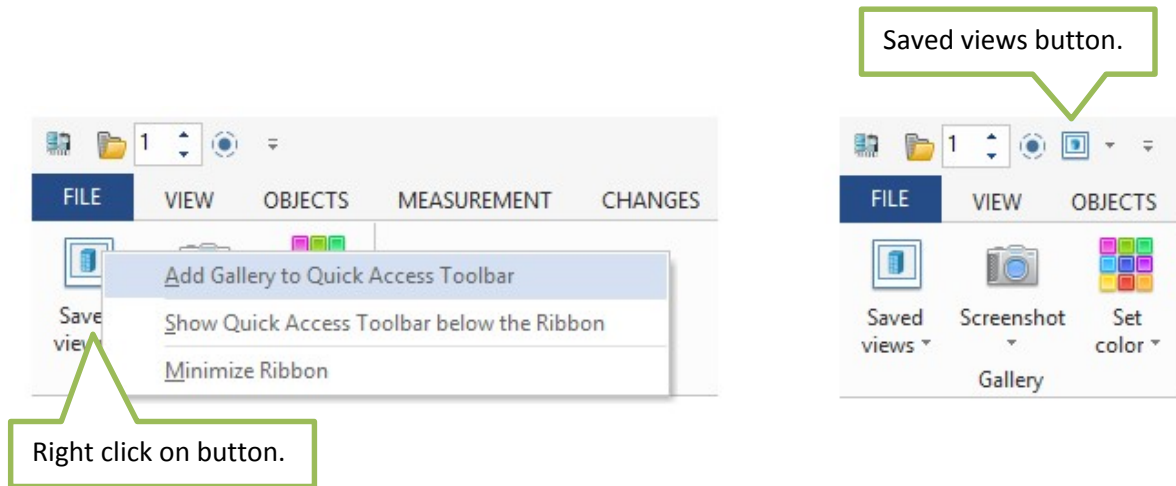 Saved views button.
1
FILE VIEW OBJECTS MEASUREMENT CHANGES
Add Gallery to Quick Access Toolbar
Show Quick Access Toolbar below the Ribbon
Minimize Ribbon
Right click on button.
1
FILE VIEW OBJECTS
Saved views
Screenshot
Set color
Gallery